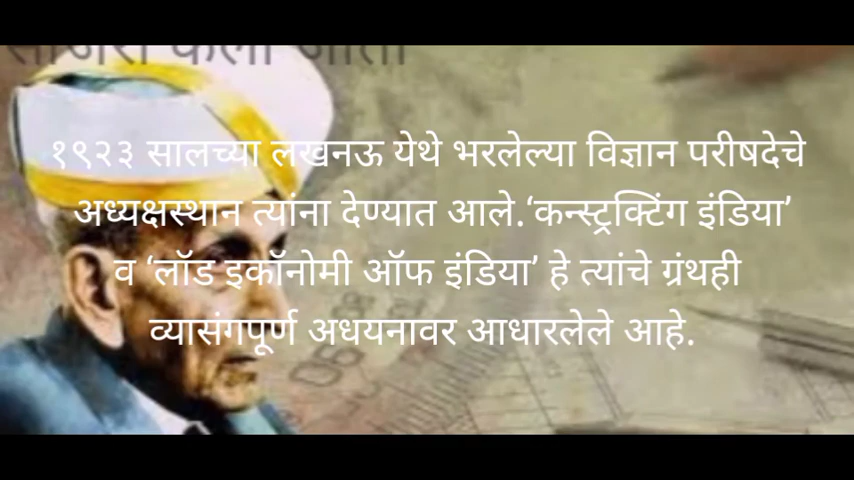 साजरा केला जातो
१९२३ सालच्या लखनऊ येथे भरलेल्या विज्ञान परीषदेचे
अध्यक्षस्थान त्यांना देण्यात आले.‘कन्स्ट्रक्टिंग इंडिया’
व ‘लॉड इकॉनोमी ऑफ इंडिया’ हे त्यांचे ग्रंथही
व्यासंगपूर्ण अधयनावर आधारलेले आहे.